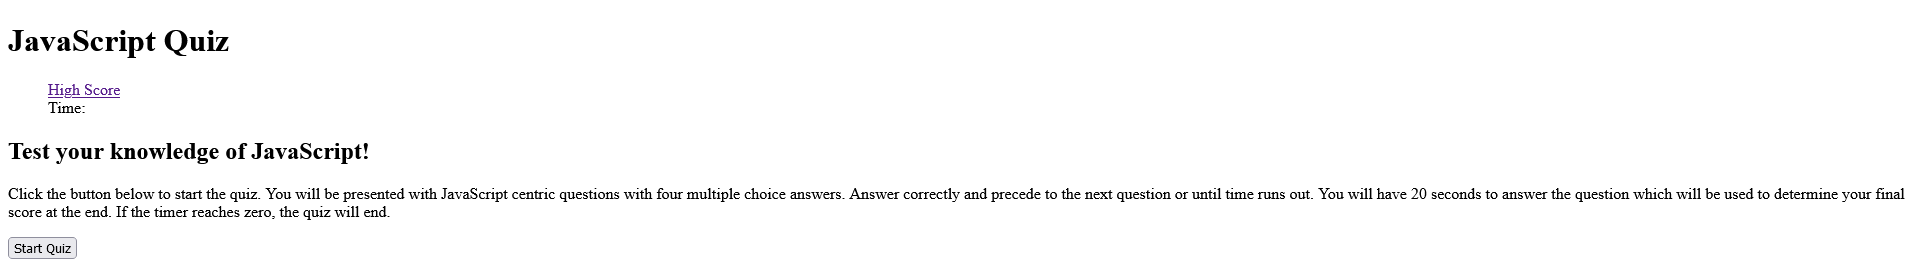 JavaScript Quiz
High Score
Time:
Test your knowledge of JavaScript!
Click the button below to start the quiz. You will be presented with JavaScript centric questions with four multiple choice answers. Answer correctly and precede to the next question or until time runs out. You will have 20 seconds to answer the question which will be used to determine your final
score at the end. If the timer reaches zero, the quiz will end.
Start Quiz